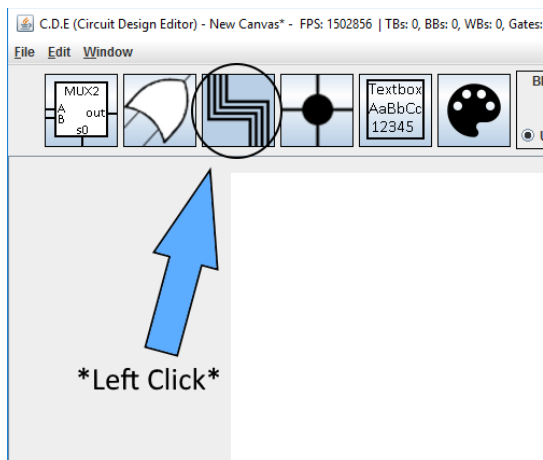 C.D.E (Circuit Design Editor) - New Canvas* - FPS: 1502856 | TBs: 0, BBs: 0, WBs: 0, Gates:
File Edit Window
MUX2
A
B
out
s0
Textbox
AaBbCc
12345
*Left Click*